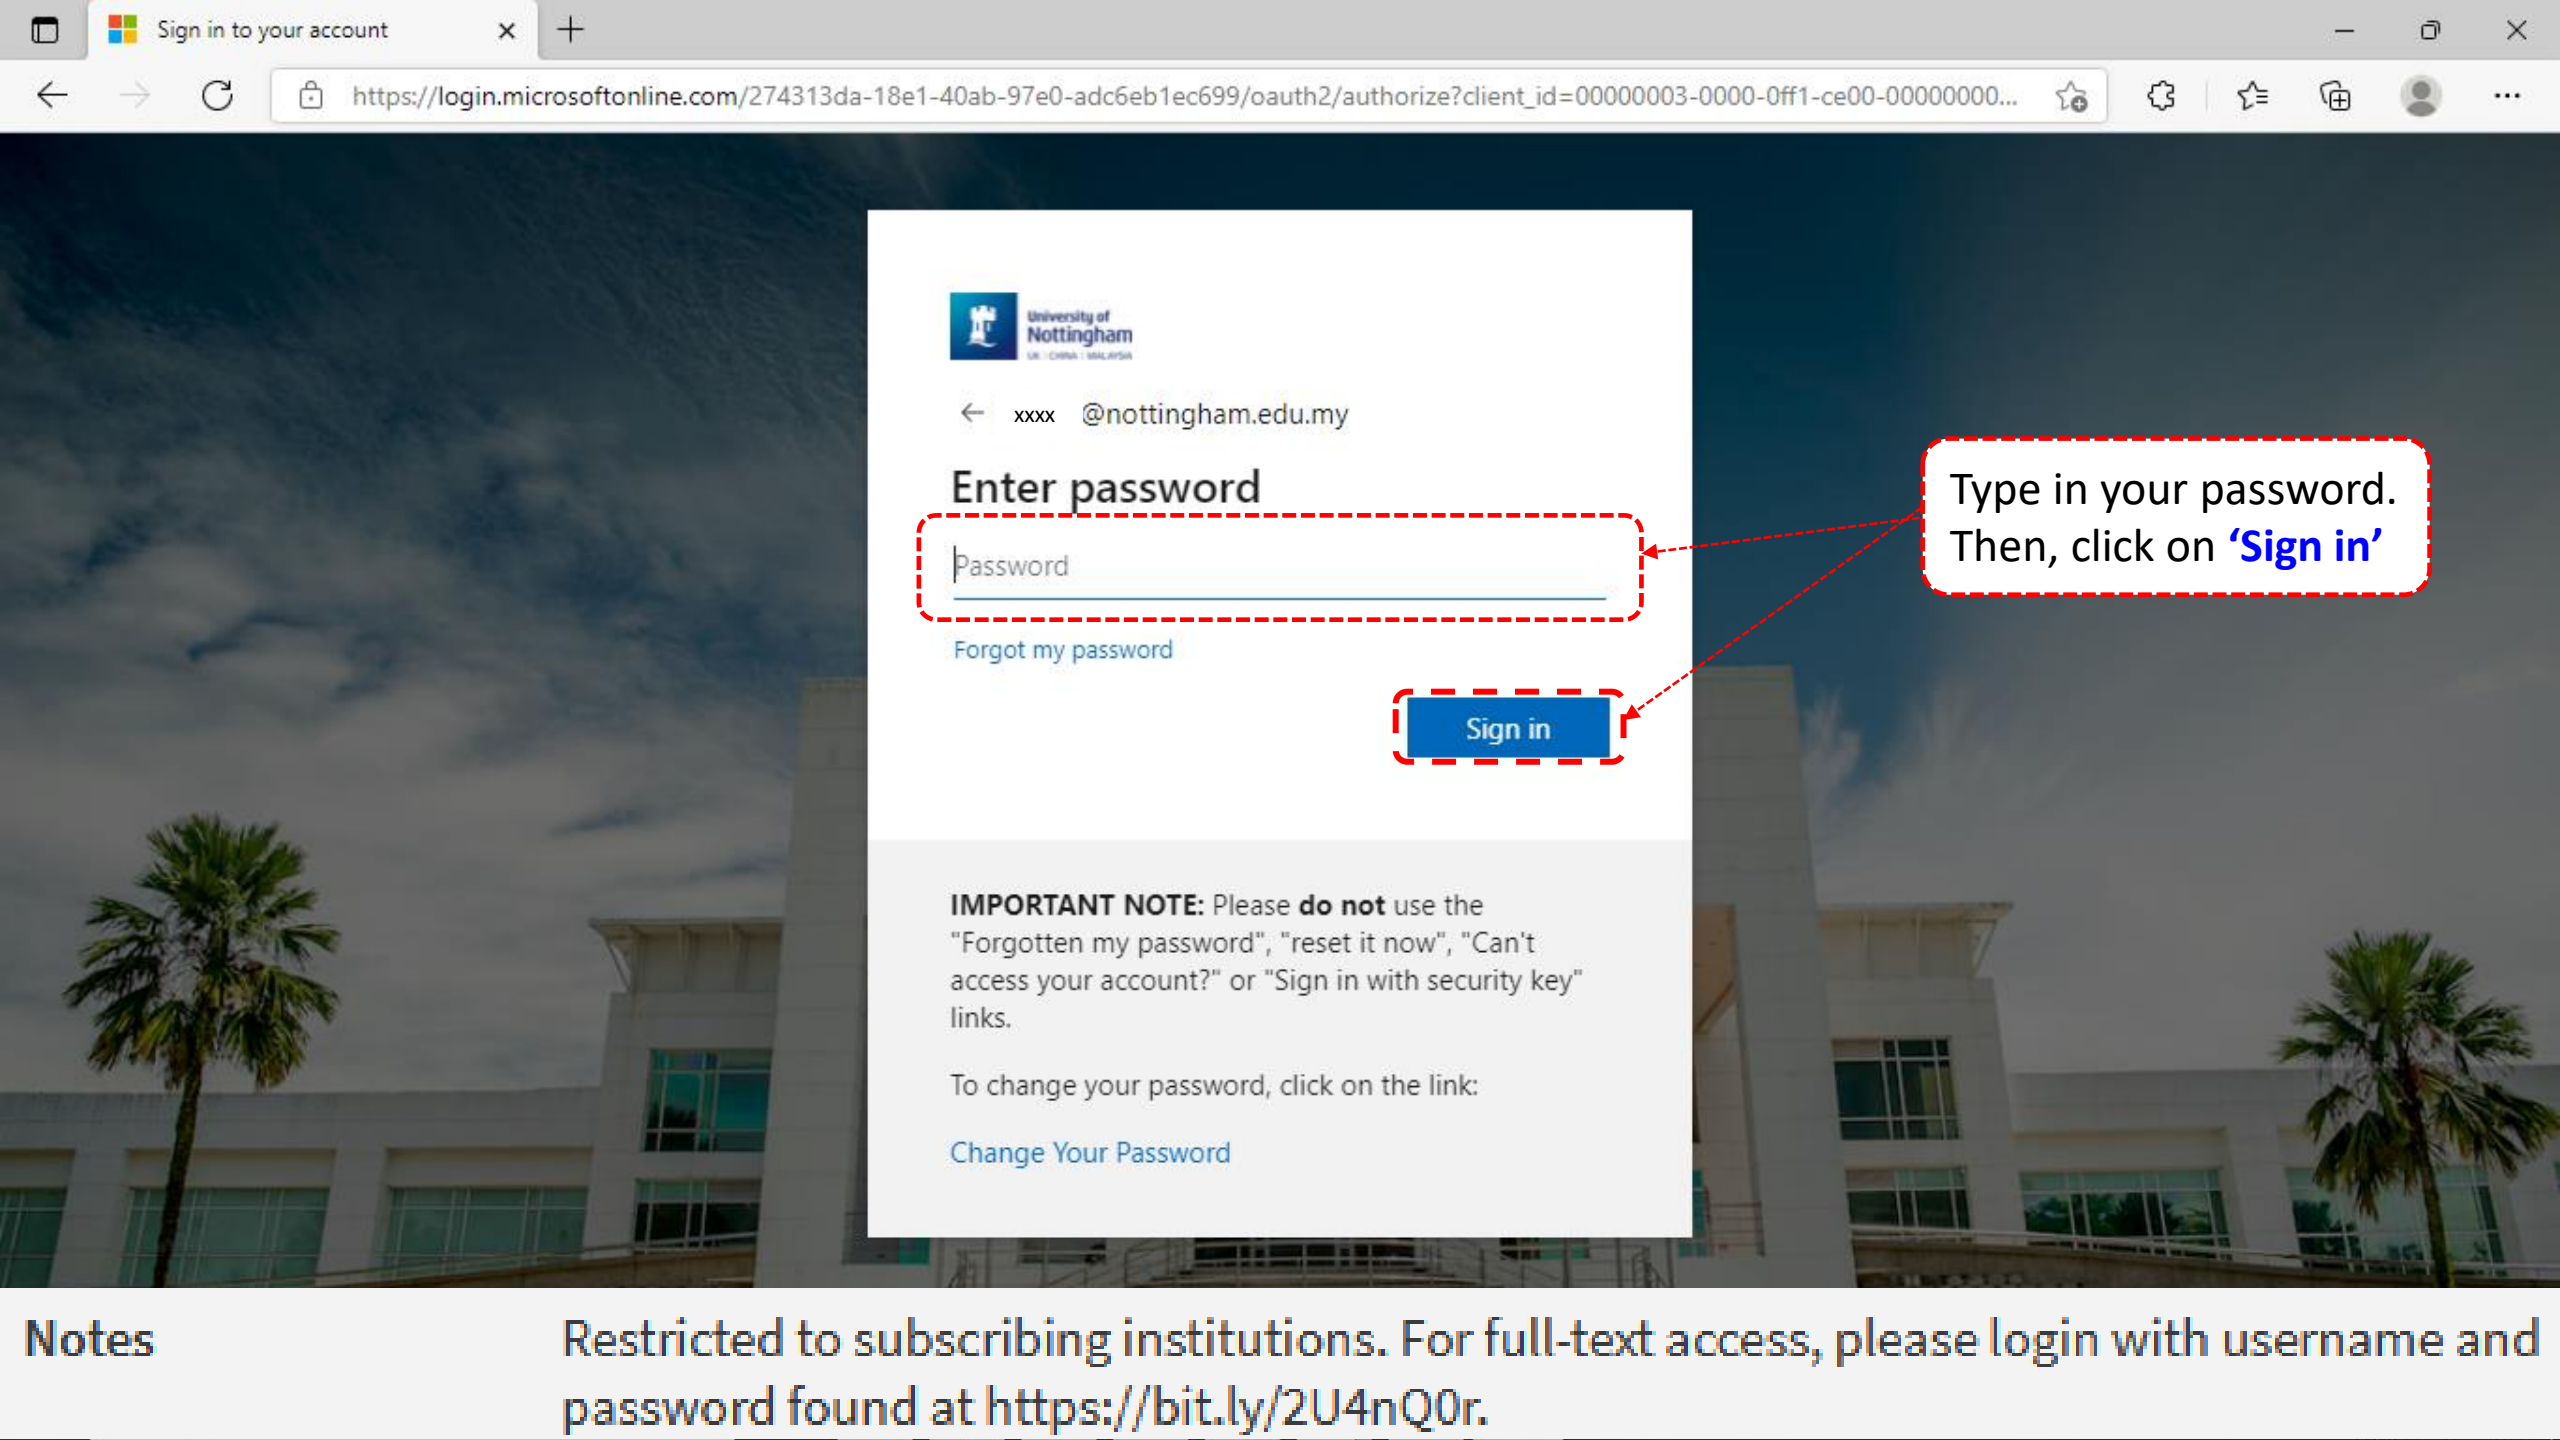 Sign in to your account
https://login.microsoftonline.com/274313da-18e1-40ab-97e0-adc6eb1ec699/oauth2/authorize?client_id=00000003-0000-0ff1-ce00-00000000...
University of
Nottingham
UK | CHINA | MALAYSIA
xxxx @nottingham.edu.my
Enter password
Password
Forgot my password
Sign in
Type in your password.
Then, click on ‘Sign in’
IMPORTANT NOTE: Please do not use the
"Forgotten my password", "reset it now", "Can't
access your account?" or "Sign in with security key"
links.
To change your password, click on the link:
Change Your Password
Notes
Restricted to subscribing institutions. For full-text access, please login with username and
password found at https://bit.ly/2U4nQ0r.